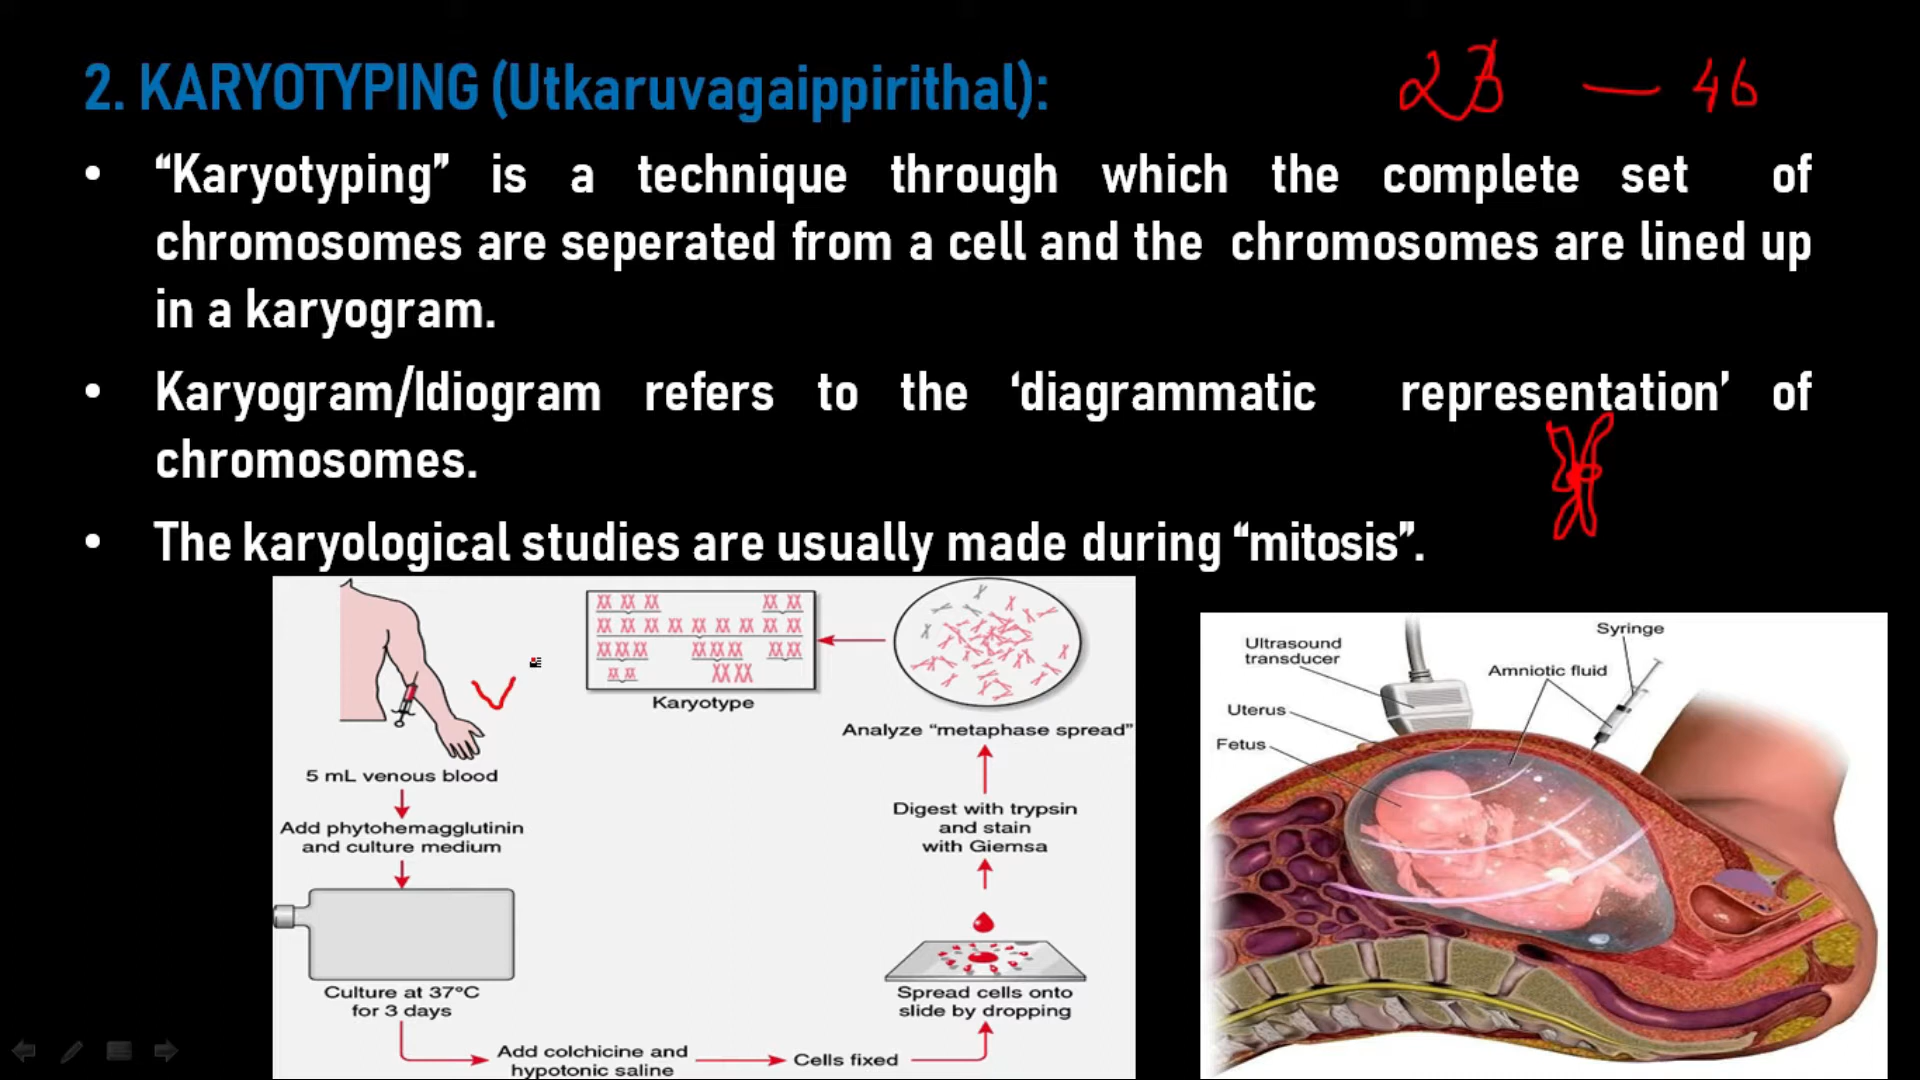 2. KARYOTYPING (Utkaruvagaippirithal):
23 — 46
• “Karyotyping” is a technique through which the complete set of
chromosomes are seperated from a cell and the chromosomes are lined up
in a karyogram.
• Karyogram/Idiogram refers to the ‘diagrammatic representation’ of
chromosomes.
• The karyological studies are usually made during “mitosis”.
5 mL venous blood
Add phytohemagglutinin
and culture medium
Culture at 37°C
for 3 days
Add colchicine and
hypotonic saline
Cells fixed
Spread cells onto
slide by dropping
Digest with trypsin
and stain
with Giemsa
Analyze “metaphase spread”
Karyotype
Ultrasound
transducer
Uterus
Fetus
Syringe
Amniotic fluid